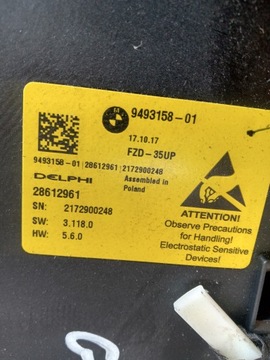 9493158-01
17.10.17
FZD-35UP
9493158-01|28612961|2172900248
DELPHI
Assembled in
Poland
28612961
SN: 2172900248
SW: 3.118.0
HW: 5.6.0
ATTENTION!
Observe Precautions
for Handling!
Electrostatic Sensitive
Devices!